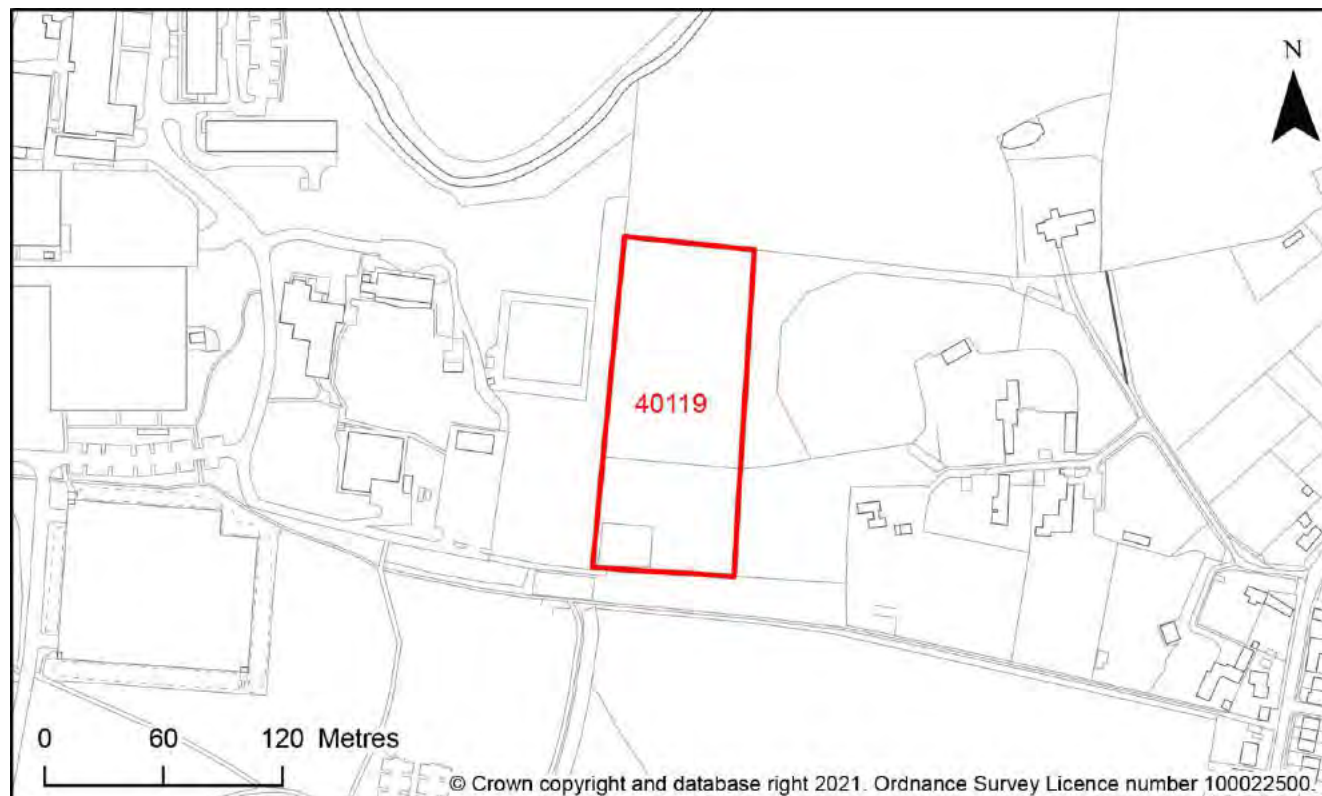 N
40119
0 60 120 Metres
© Crown copyright and database right 2021. Ordnance Survey Licence number 100022500.